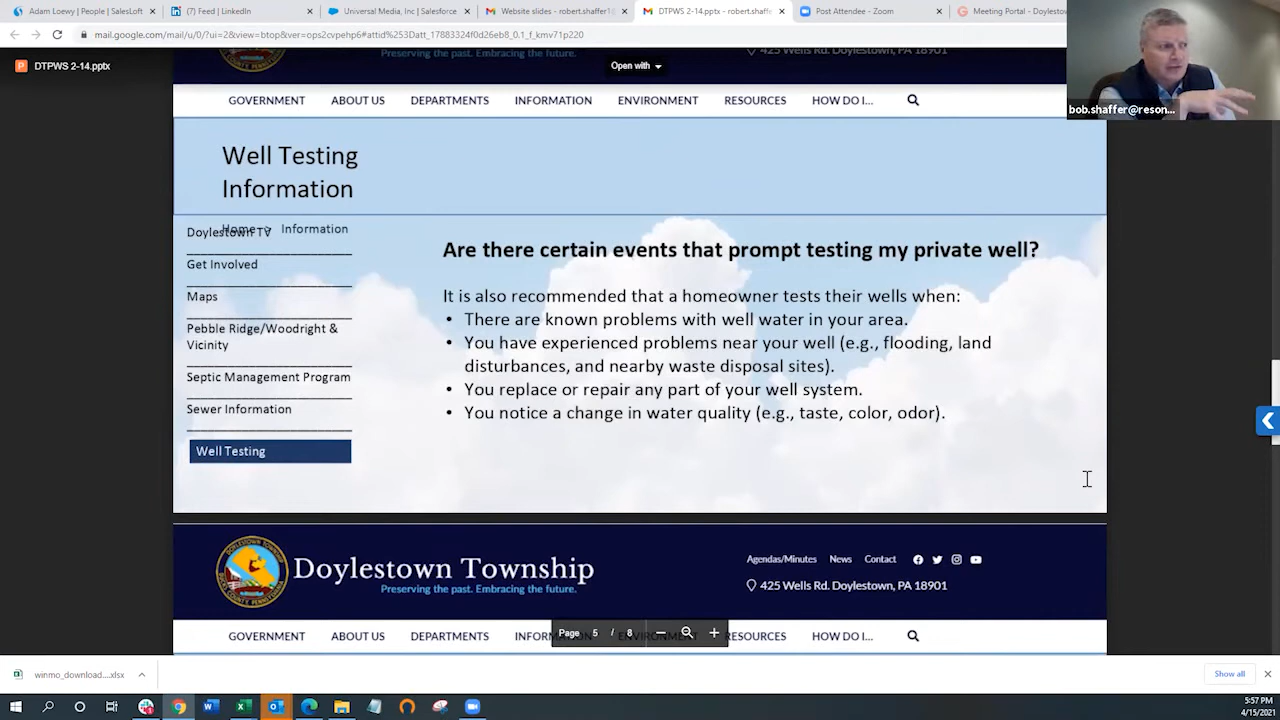 Adam Loewy | People | SalesLoft
(7) Feed | LinkedIn
Universal Media, Inc | Salesforce
Website slides - robert.shaffer1@
DTPWS 2-14.pptx - robert.shaffe
Post Attendee - Zoom
Meeting Portal - Doylestow
mail.google.com/mail/u/0/?ui=2&view=btop&ver=ops2cvpehp6#attid%253Datt_17883324f0d26eb8_0.1_f_kmv71p220
Preserving the past. Embracing the future.
425 Wells Rd. Doylestown, PA 18901
DTPWS 2-14.pptx
Open with
bob.shaffer@reson...
GOVERNMENT ABOUT US DEPARTMENTS INFORMATION ENVIRONMENT RESOURCES HOW DO I...
Well Testing
Information
Home > Information
Doylestown TV
Get Involved
Maps
Pebble Ridge/Woodright &
Vicinity
Septic Management Program
Sewer Information
Well Testing
Are there certain events that prompt testing my private well?
It is also recommended that a homeowner tests their wells when:
• There are known problems with well water in your area.
• You have experienced problems near your well (e.g., flooding, land
disturbances, and nearby waste disposal sites).
• You replace or repair any part of your well system.
• You notice a change in water quality (e.g., taste, color, odor).
Doylestown Township
Preserving the past. Embracing the future.
Agendas/Minutes News Contact
425 Wells Rd. Doylestown, PA 18901
GOVERNMENT ABOUT US DEPARTMENTS RESOURCES HOW DO I...
Page 5 / 8
winmo_download....xlsx
Show all
5:57 PM
4/15/2021